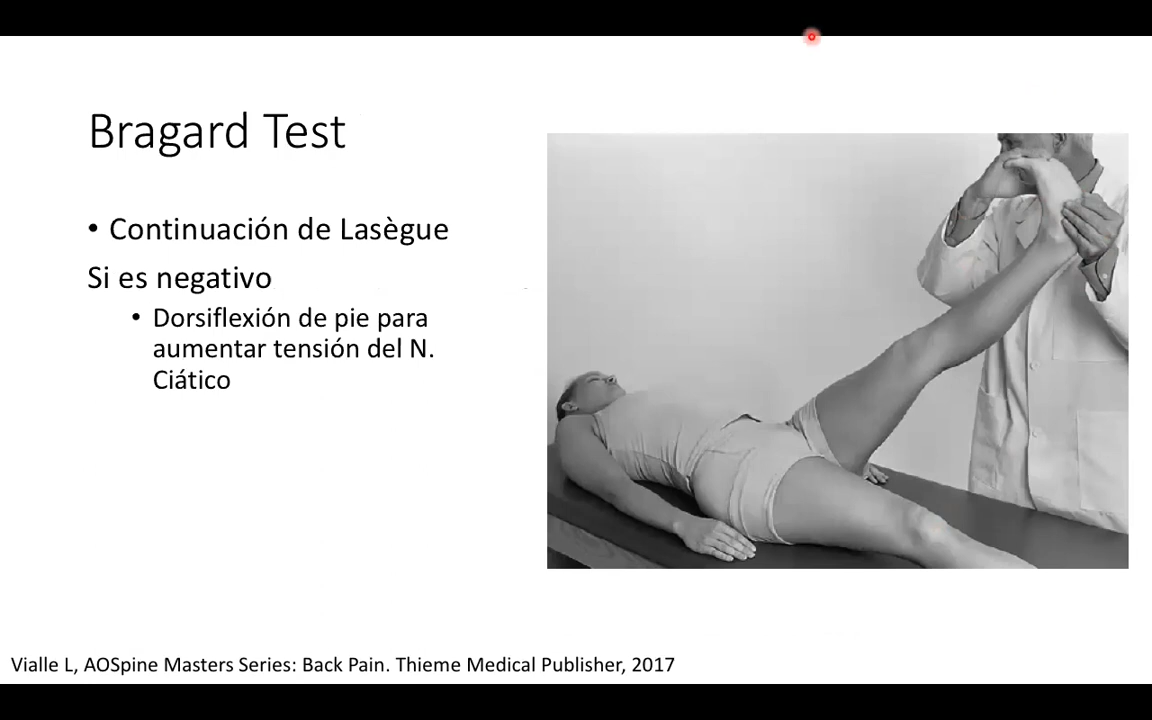 Bragard Test
• Continuación de Lasègue
Si es negativo
• Dorsiflexión de pie para
aumentar tensión del N.
Ciático
Vialle L, AOSpine Masters Series: Back Pain. Thieme Medical Publisher, 2017